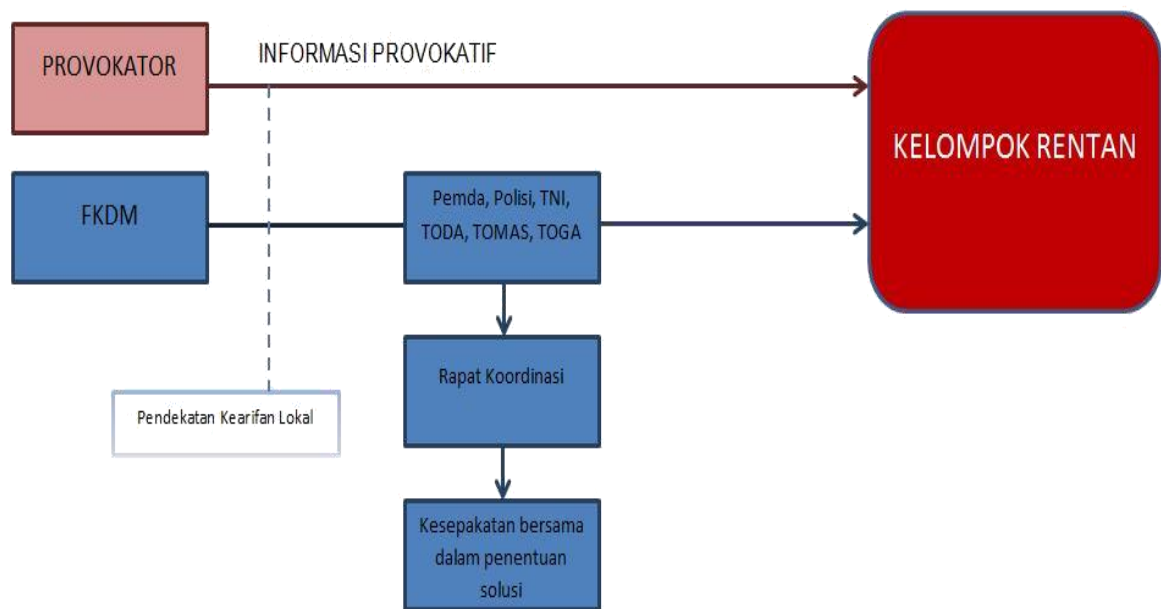 PROVOKATOR
INFORMASI PROVOKATIF
KELOMPOK RENTAN
FKDM
Pemda, Polisi, TNI,
TODA, TOMAS, TOGA
Rapat Koordinasi
Pendekatan Kearifan Lokal
Kesepakatan bersama
dalam penentuan
solusi